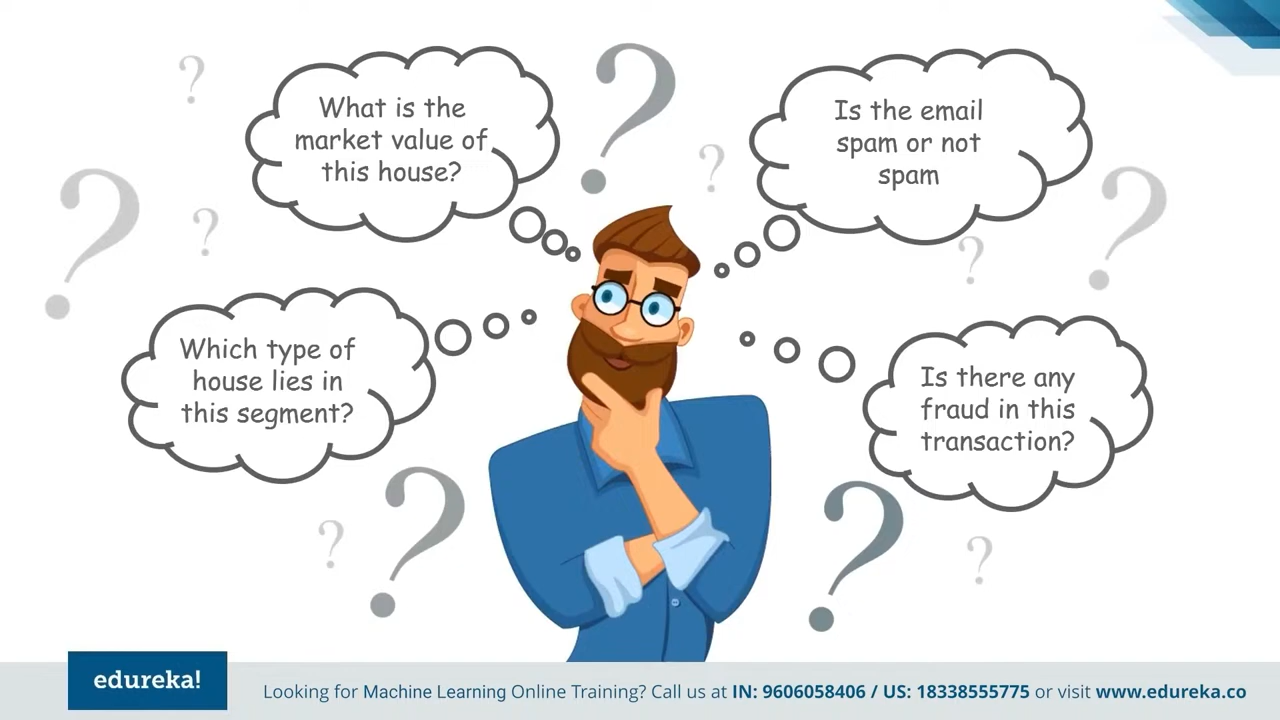 What is the
market value of
this house?
Is the email
spam or not
spam
Which type of
house lies in
this segment?
Is there any
fraud in this
transaction?
edureka!
Looking for Machine Learning Online Training? Call us at IN: 9606058406 / US: 18338555775 or visit www.edureka.co